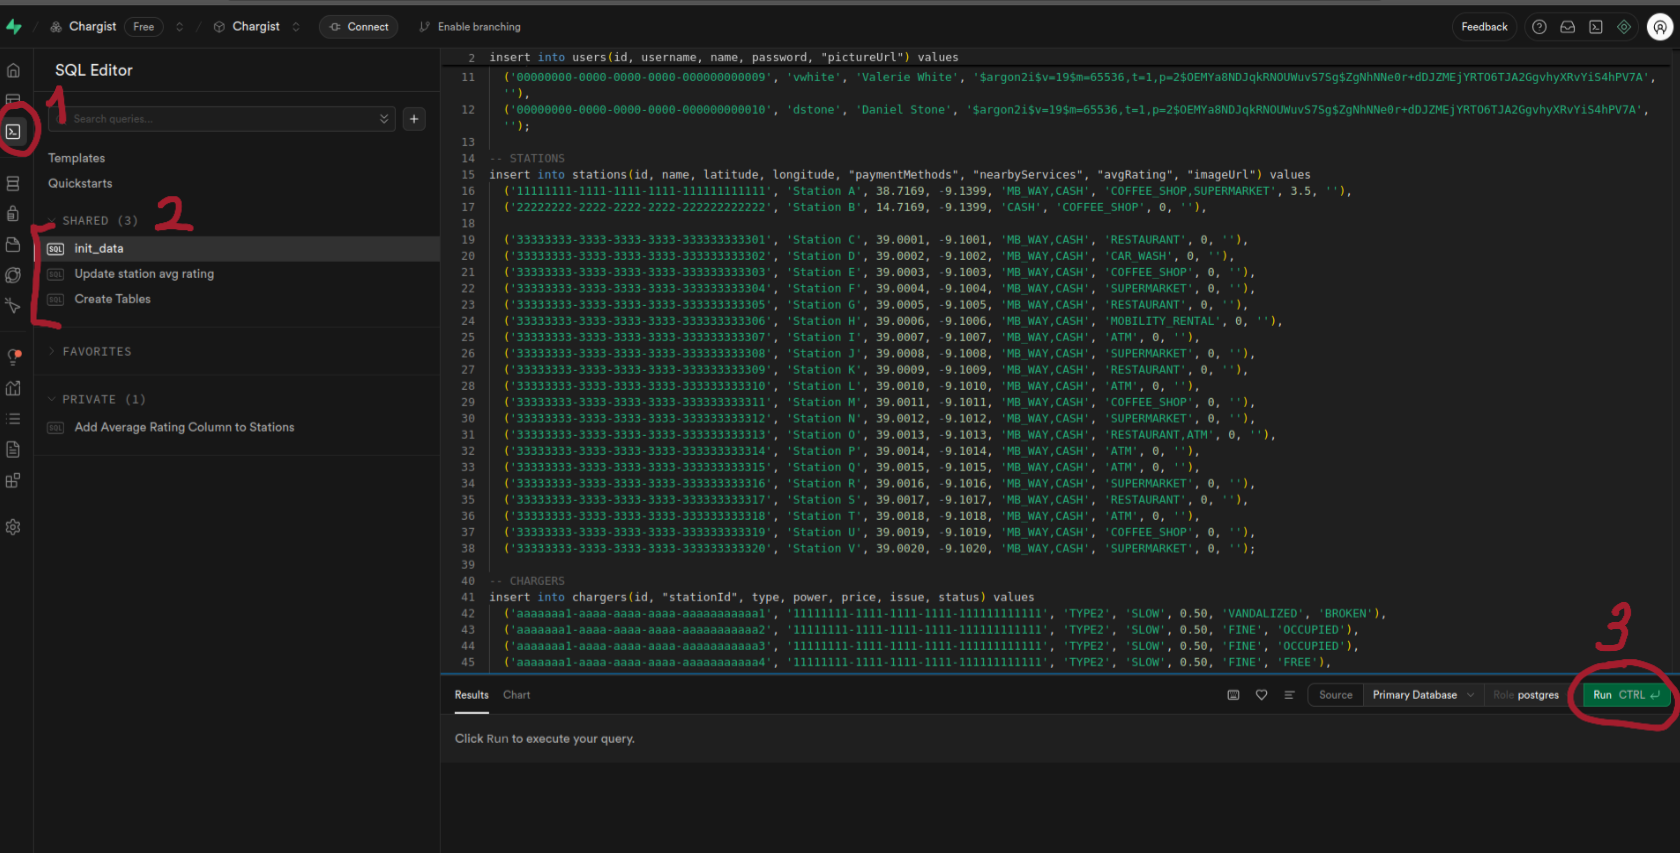 Chargist Free Chargist Connect Enable branching Feedback
SQL Editor
1
Search queries...
Templates
Quickstarts
SHARED (3)
2
init_data
Update station avg rating
Create Tables
FAVORITES
PRIVATE (1)
Add Average Rating Column to Stations
2 insert into users(id, username, name, password, "pictureUrl") values
11 ('00000000-0000-0000-0000-000000000009', 'vwhite', 'Valerie White', '$argon2i$v=19$m=65536,t=1,p=2$OEMYa8NDJqkRNOUWuvS7Sg$ZgNhNNe0r+dDJZMEjYRTO6TJA2GgvhyXRvYiS4hPV7A',
''),
12 ('00000000-0000-0000-0000-000000000010', 'dstone', 'Daniel Stone', '$argon2i$v=19$m=65536,t=1,p=2$OEMYa8NDJqkRNOUWuvS7Sg$ZgNhNNe0r+dDJZMEjYRTO6TJA2GgvhyXRvYiS4hPV7A',
'');
13
14 -- STATIONS
15 insert into stations(id, name, latitude, longitude, "paymentMethods", "nearbyServices", "avgRating", "imageUrl") values
16 ('11111111-1111-1111-1111-111111111111', 'Station A', 38.7169, -9.1399, 'MB_WAY,CASH', 'COFFEE_SHOP,SUPERMARKET', 3.5, ''),
17 ('22222222-2222-2222-2222-222222222222', 'Station B', 14.7169, -9.1399, 'CASH', 'COFFEE_SHOP', 0, ''),
18
19 ('33333333-3333-3333-3333-333333333301', 'Station C', 39.0001, -9.1001, 'MB_WAY,CASH', 'RESTAURANT', 0, ''),
20 ('33333333-3333-3333-3333-333333333302', 'Station D', 39.0002, -9.1002, 'MB_WAY,CASH', 'CAR_WASH', 0, ''),
21 ('33333333-3333-3333-3333-333333333303', 'Station E', 39.0003, -9.1003, 'MB_WAY,CASH', 'COFFEE_SHOP', 0, ''),
22 ('33333333-3333-3333-3333-333333333304', 'Station F', 39.0004, -9.1004, 'MB_WAY,CASH', 'SUPERMARKET', 0, ''),
23 ('33333333-3333-3333-3333-333333333305', 'Station G', 39.0005, -9.1005, 'MB_WAY,CASH', 'RESTAURANT', 0, ''),
24 ('33333333-3333-3333-3333-333333333306', 'Station H', 39.0006, -9.1006, 'MB_WAY,CASH', 'MOBILITY_RENTAL', 0, ''),
25 ('33333333-3333-3333-3333-333333333307', 'Station I', 39.0007, -9.1007, 'MB_WAY,CASH', 'ATM', 0, ''),
26 ('33333333-3333-3333-3333-333333333308', 'Station J', 39.0008, -9.1008, 'MB_WAY,CASH', 'SUPERMARKET', 0, ''),
27 ('33333333-3333-3333-3333-333333333309', 'Station K', 39.0009, -9.1009, 'MB_WAY,CASH', 'RESTAURANT', 0, ''),
28 ('33333333-3333-3333-3333-333333333310', 'Station L', 39.0010, -9.1010, 'MB_WAY,CASH', 'ATM', 0, ''),
29 ('33333333-3333-3333-3333-333333333311', 'Station M', 39.0011, -9.1011, 'MB_WAY,CASH', 'COFFEE_SHOP', 0, ''),
30 ('33333333-3333-3333-3333-333333333312', 'Station N', 39.0012, -9.1012, 'MB_WAY,CASH', 'SUPERMARKET', 0, ''),
31 ('33333333-3333-3333-3333-333333333313', 'Station O', 39.0013, -9.1013, 'MB_WAY,CASH', 'RESTAURANT,ATM', 0, ''),
32 ('33333333-3333-3333-3333-333333333314', 'Station P', 39.0014, -9.1014, 'MB_WAY,CASH', 'ATM', 0, ''),
33 ('33333333-3333-3333-3333-333333333315', 'Station Q', 39.0015, -9.1015, 'MB_WAY,CASH', 'ATM', 0, ''),
34 ('33333333-3333-3333-3333-333333333316', 'Station R', 39.0016, -9.1016, 'MB_WAY,CASH', 'SUPERMARKET', 0, ''),
35 ('33333333-3333-3333-3333-333333333317', 'Station S', 39.0017, -9.1017, 'MB_WAY,CASH', 'RESTAURANT', 0, ''),
36 ('33333333-3333-3333-3333-333333333318', 'Station T', 39.0018, -9.1018, 'MB_WAY,CASH', 'ATM', 0, ''),
37 ('33333333-3333-3333-3333-333333333319', 'Station U', 39.0019, -9.1019, 'MB_WAY,CASH', 'COFFEE_SHOP', 0, ''),
38 ('33333333-3333-3333-3333-333333333320', 'Station V', 39.0020, -9.1020, 'MB_WAY,CASH', 'SUPERMARKET', 0, '');
39
40 -- CHARGERS
41 insert into chargers(id, "stationId", type, power, price, issue, status) values
42 ('aaaaaaa1-aaaa-aaaa-aaaa-aaaaaaaaaaa1', '11111111-1111-1111-1111-111111111111', 'TYPE2', 'SLOW', 0.50, 'VANDALIZED', 'BROKEN'),
43 ('aaaaaaa1-aaaa-aaaa-aaaa-aaaaaaaaaaa2', '11111111-1111-1111-1111-111111111111', 'TYPE2', 'SLOW', 0.50, 'FINE', 'OCCUPIED'),
44 ('aaaaaaa1-aaaa-aaaa-aaaa-aaaaaaaaaaa3', '11111111-1111-1111-1111-111111111111', 'TYPE2', 'SLOW', 0.50, 'FINE', 'OCCUPIED'),
45 ('aaaaaaa1-aaaa-aaaa-aaaa-aaaaaaaaaaa4', '11111111-1111-1111-1111-111111111111', 'TYPE2', 'SLOW', 0.50, 'FINE', 'FREE'),
3
Results Chart Source Primary Database Role postgres Run CTRL
Click Run to execute your query.